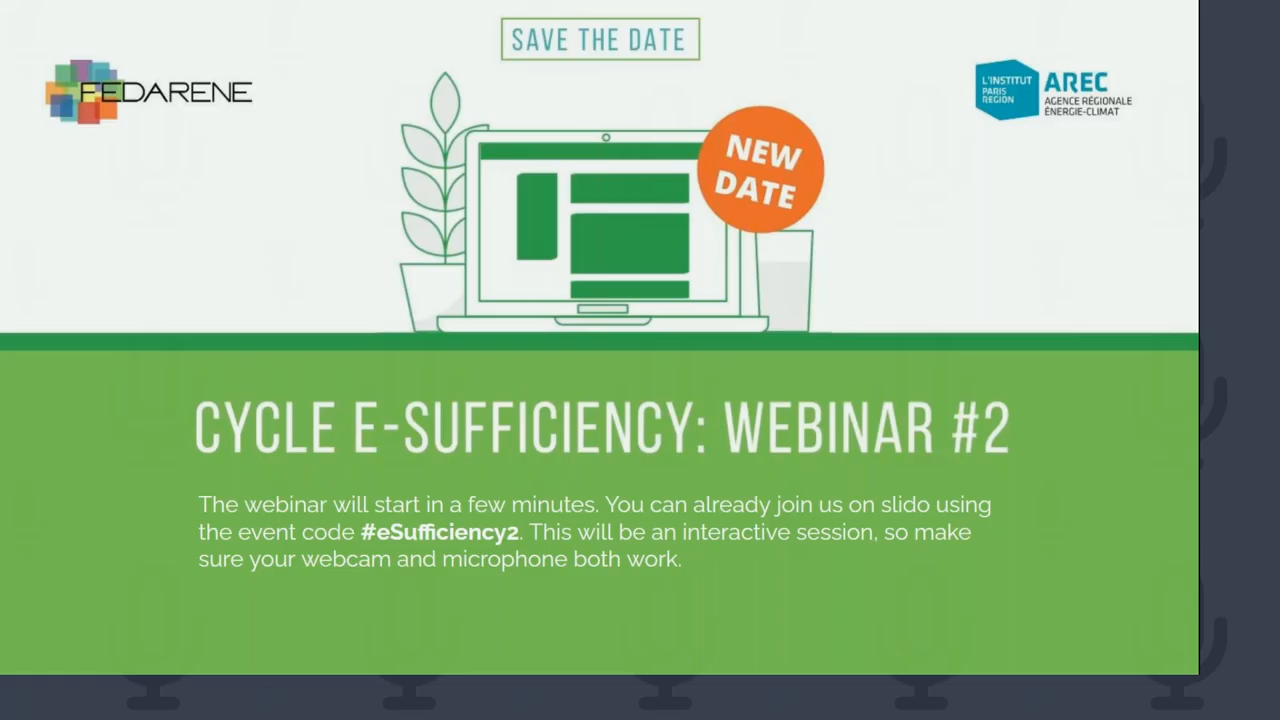 SAVE THE DATE
FEDARENE
L'INSTITUT
PARIS
REGION
AREC
AGENCE RÉGIONALE
ÉNERGIE-CLIMAT
NEW
DATE
CYCLE E-SUFFICIENCY: WEBINAR #2
The webinar will start in a few minutes. You can already join us on slido using
the event code #eSufficiency2. This will be an interactive session, so make
sure your webcam and microphone both work.